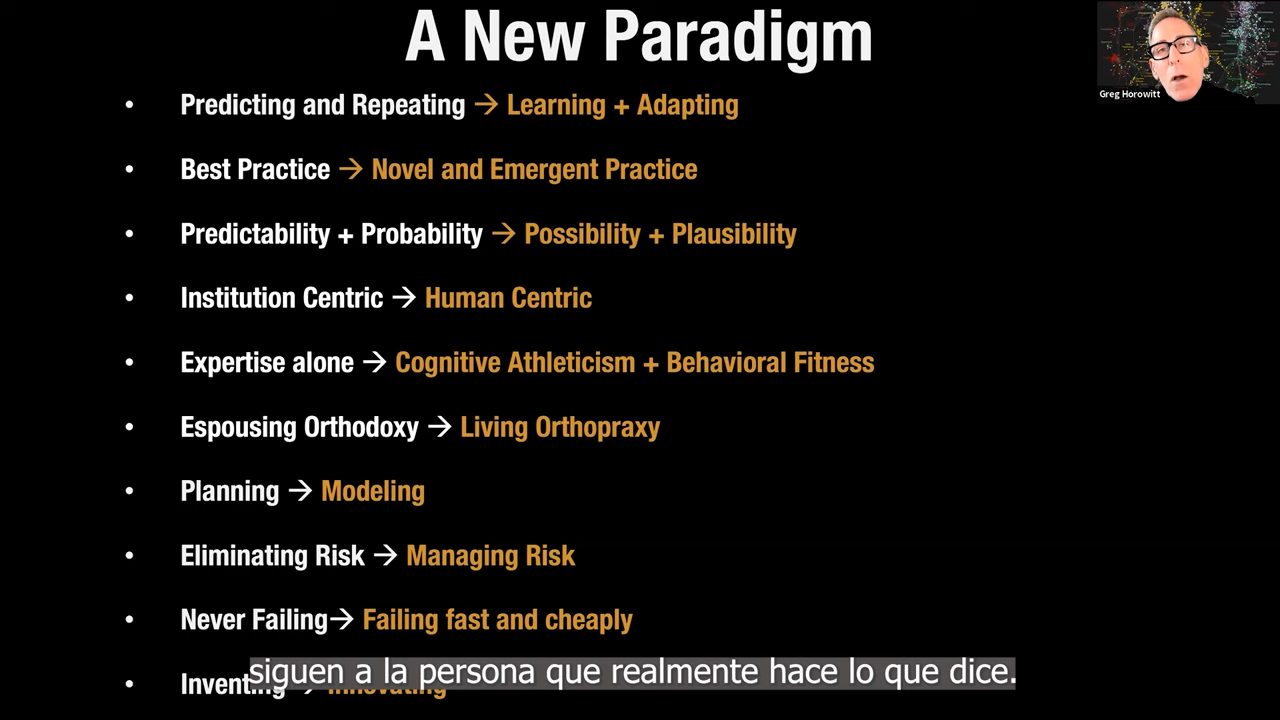 A New Paradigm
Greg Horowitt
• Predicting and Repeating → Learning + Adapting
• Best Practice → Novel and Emergent Practice
• Predictability + Probability → Possibility + Plausibility
• Institution Centric → Human Centric
• Expertise alone → Cognitive Athleticism + Behavioral Fitness
• Espousing Orthodoxy → Living Orthopraxy
• Planning → Modeling
• Eliminating Risk → Managing Risk
• Never Failing→ Failing fast and cheaply
• Inventing → Innovating
siguen a la persona que realmente hace lo que dice.